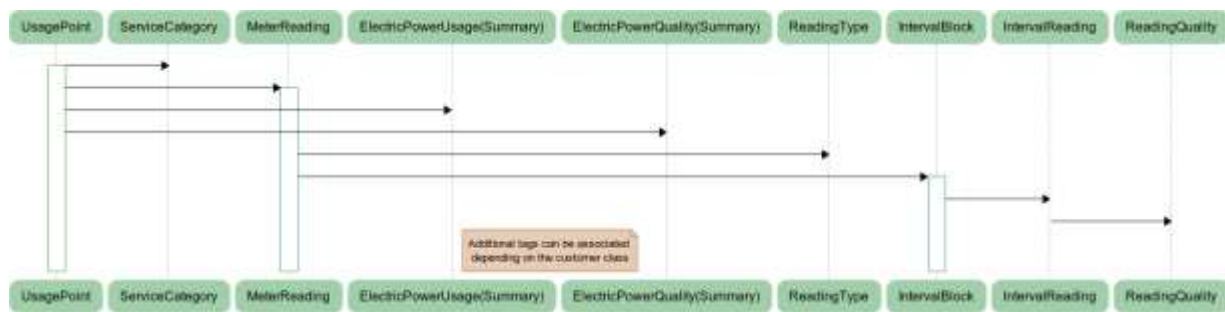 UsagePoint
ServiceCategory
MeterReading
ElectricPowerUsage(Summary)
ElectricPowerQuality(Summary)
ReadingType
IntervalBlock
IntervalReading
ReadingQuality
Additional tags can be associated
depending on the customer class
UsagePoint
ServiceCategory
MeterReading
ElectricPowerUsage(Summary)
ElectricPowerQuality(Summary)
ReadingType
IntervalBlock
IntervalReading
ReadingQuality